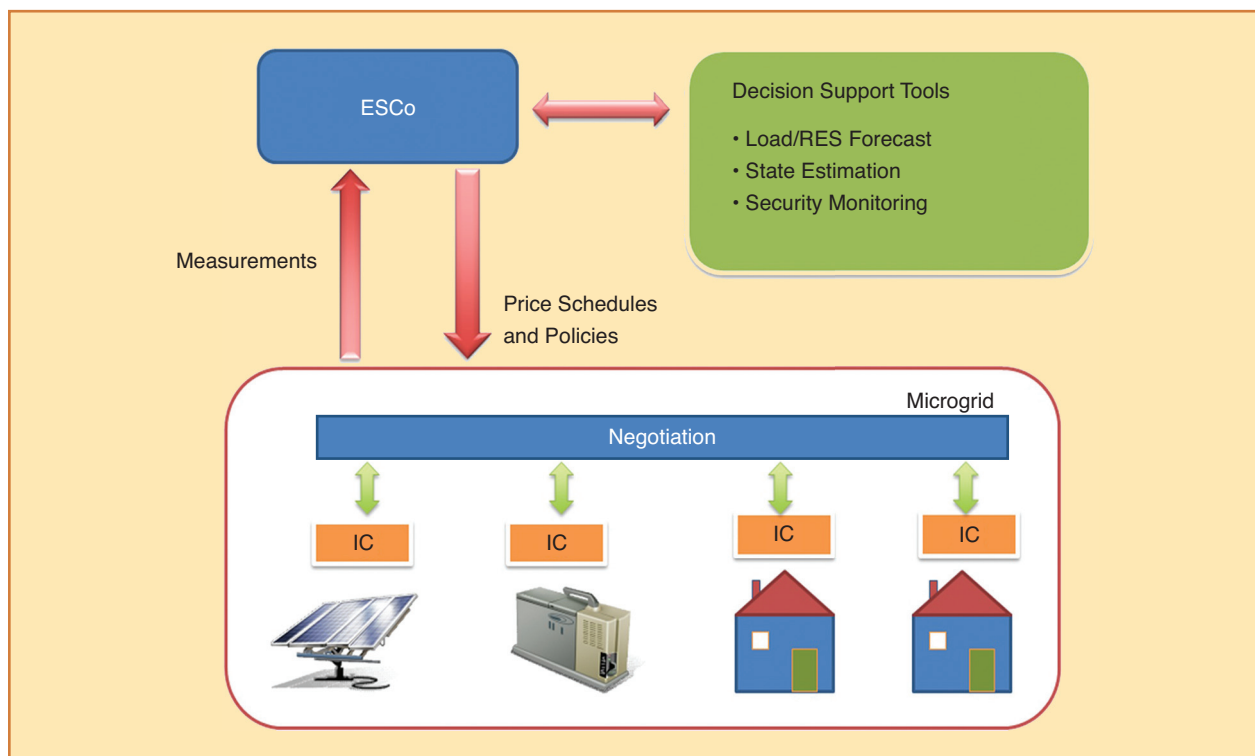 ESCo
Decision Support Tools
• Load/RES Forecast
• State Estimation
• Security Monitoring
Measurements
Price Schedules
and Policies
Microgrid
Negotiation
IC
IC
IC
IC